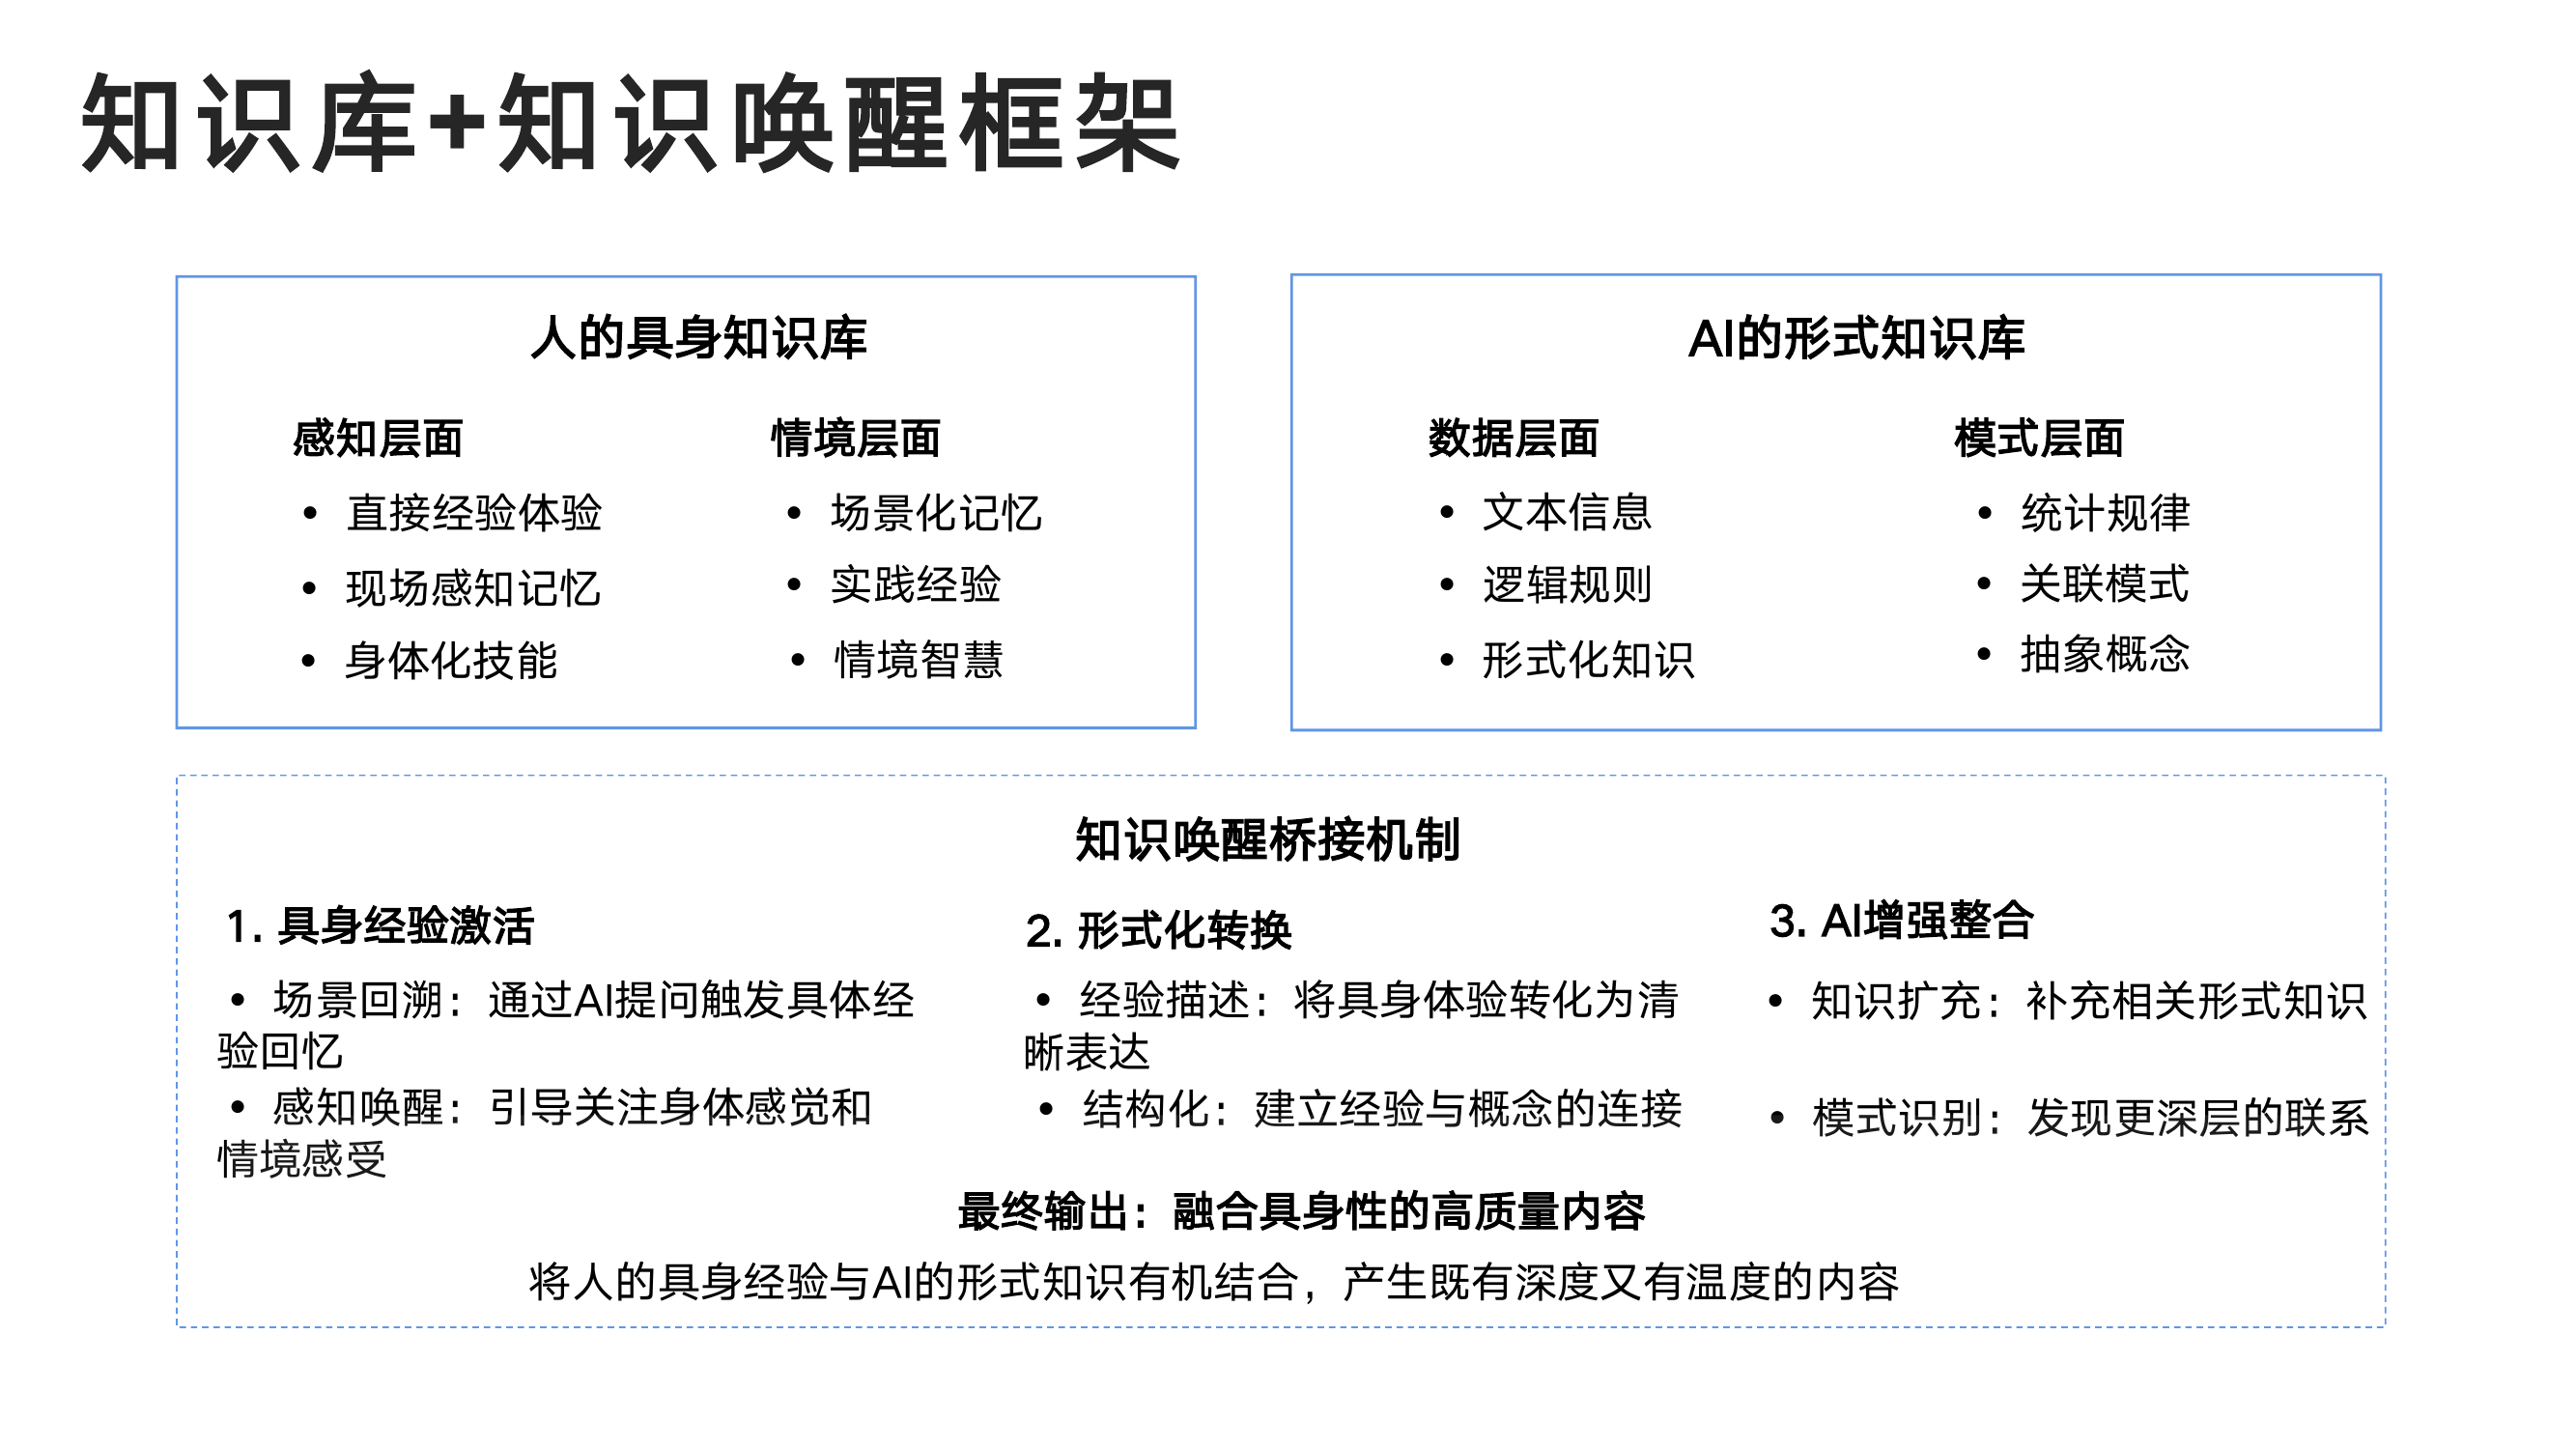 知识库+知识唤醒框架
人的具身知识库
感知层面
• 直接经验体验
• 现场感知记忆
• 身体化技能
情境层面
• 场景化记忆
• 实践经验
• 情境智慧
AI的形式知识库
数据层面
• 文本信息
• 逻辑规则
• 形式化知识
模式层面
• 统计规律
• 关联模式
• 抽象概念
知识唤醒桥接机制
1. 具身经验激活
• 场景回溯：通过AI提问触发具体经
验回忆
• 感知唤醒：引导关注身体感觉和
情境感受
2. 形式化转换
• 经验描述：将具身体验转化为清
晰表达
• 结构化：建立经验与概念的连接
3. AI增强整合
• 知识扩充：补充相关形式知识
• 模式识别：发现更深层的联系
最终输出：融合具身性的高质量内容
将人的具身经验与AI的形式知识有机结合，产生既有深度又有温度的内容